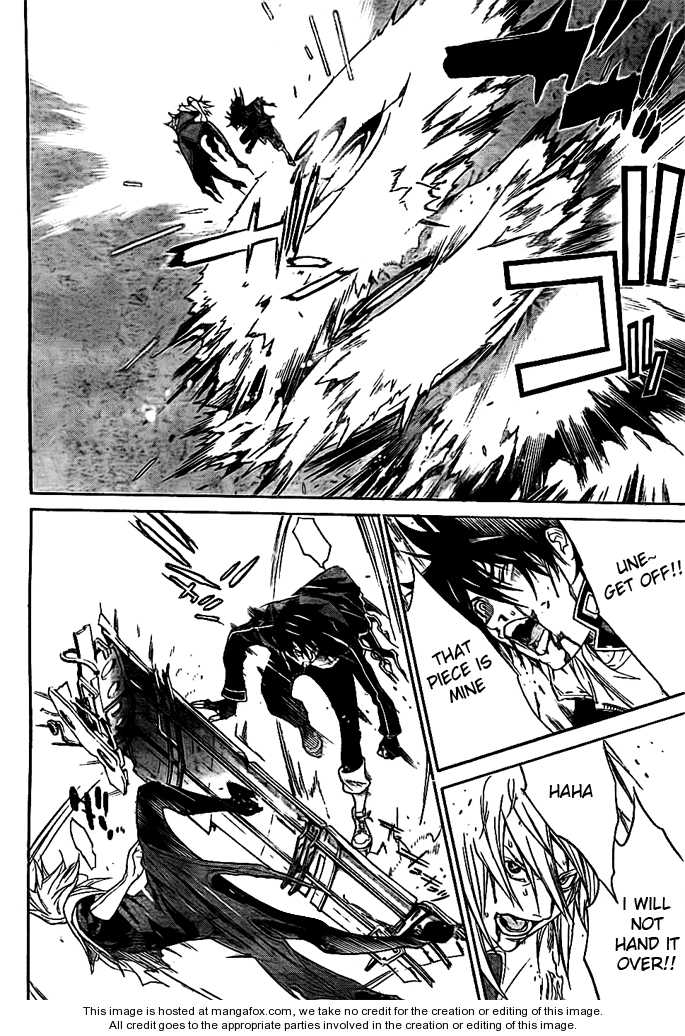 UNE~
GET OFF!!
THAT
PIECE IS
MINE
HAHA
I WILL
NOT
HAND IT
OVER!!
This image is hosted at mangafox.com, we take no credit for the creation or editing of this image.
All credit goes to the appropriate parties involved in the creation or editing of this image.